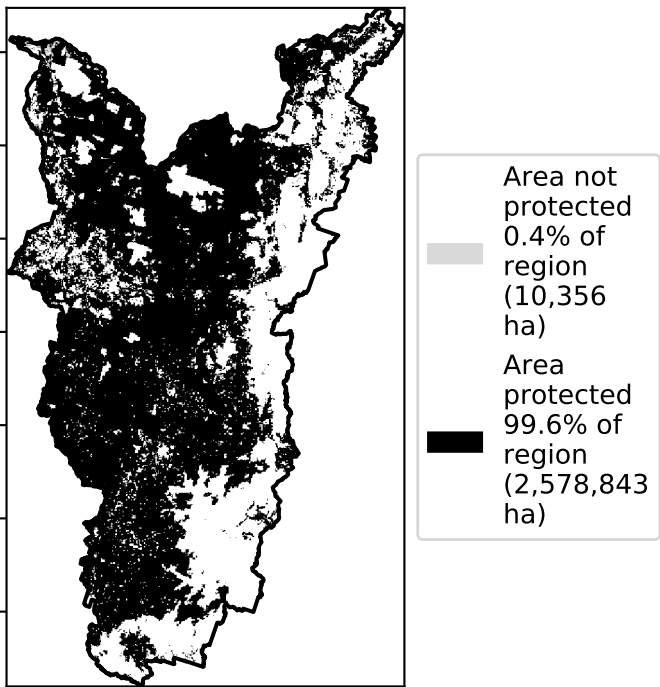 Area not
protected
0.4% of
region
(10,356
ha)
Area
protected
99.6% of
region
(2,578,843
ha)